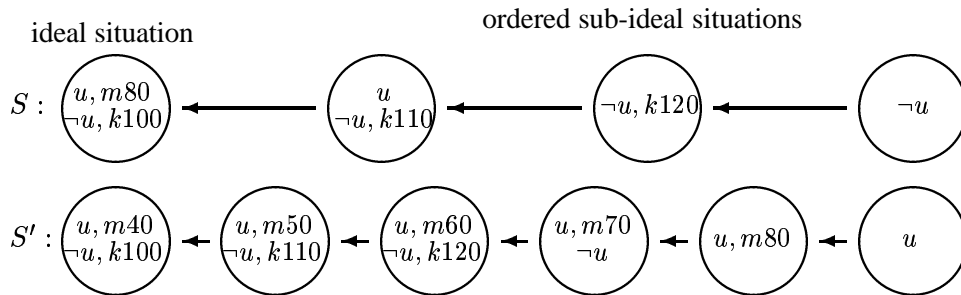 ideal situation
ordered sub-ideal situations
S :
u, m80
¬u, k100
u
¬u, k110
¬u, k120
¬u
S′ :
u, m40
¬u, k100
u, m50
¬u, k110
u, m60
¬u, k120
u, m70
¬u
u, m80
u